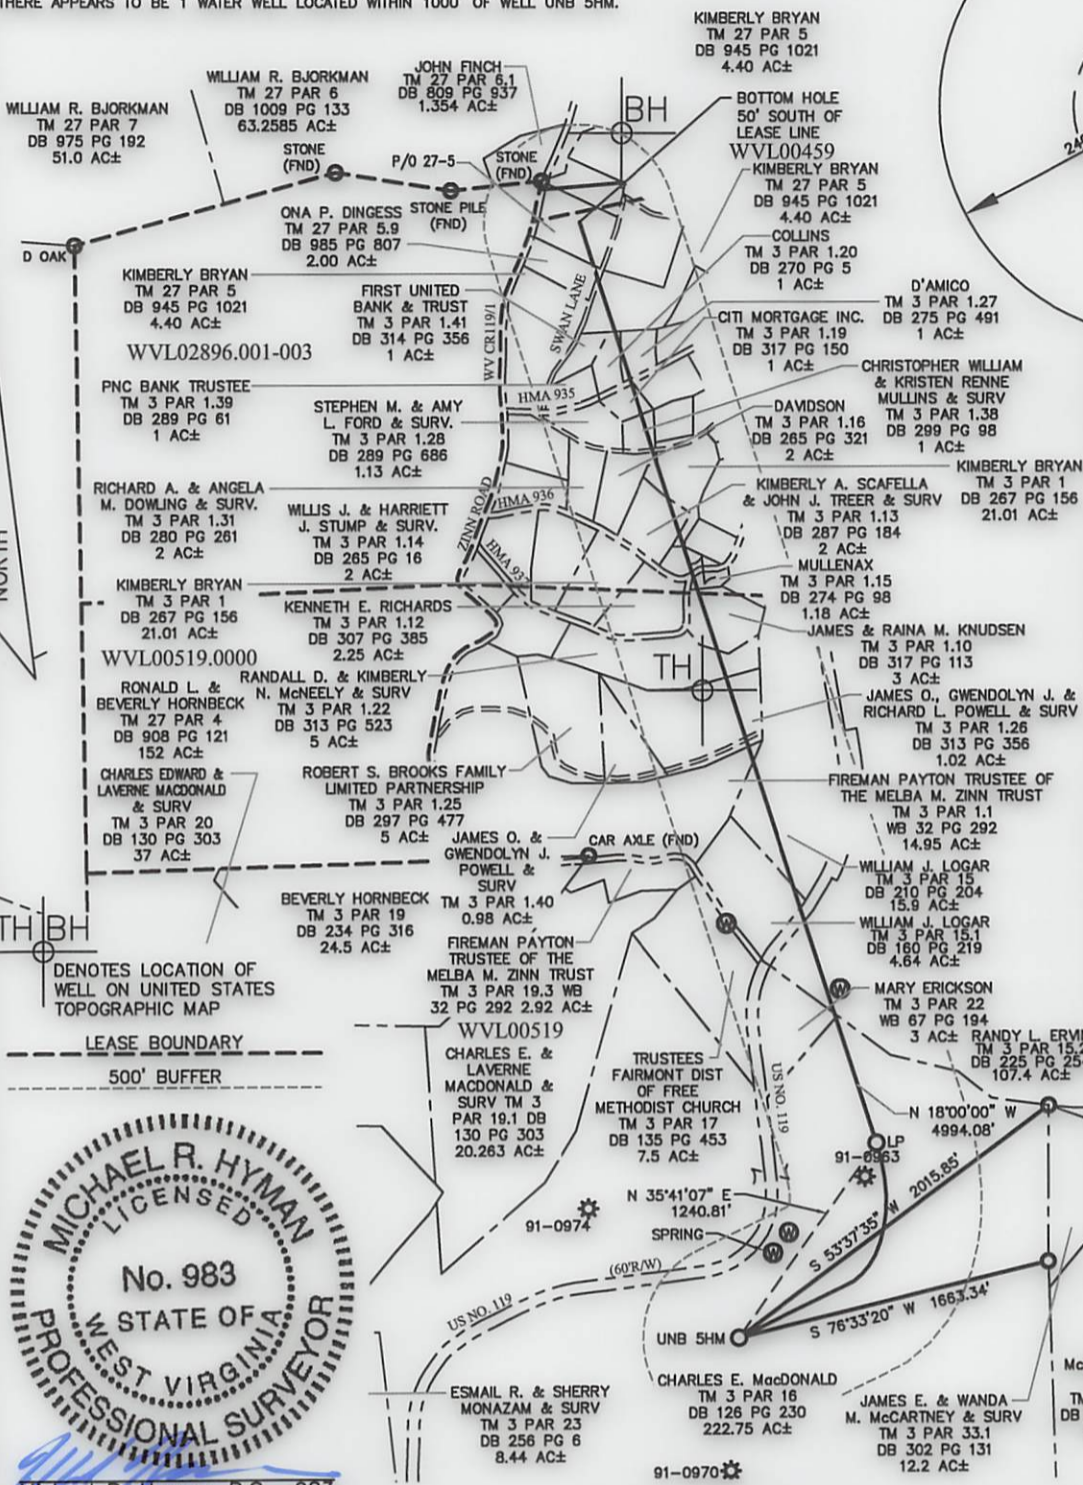 THERE APPEARS TO BE 1 WATER WELL LOCATED WITHIN 1000' OF WELL UNB 5HM.
KIMBERLY BRYAN
TM 27 PAR 5
DB 945 PG 1021
4.40 AC±
JOHN FINCH
TM 27 PAR 6.1
DB 809 PG 937
1.354 AC±
WILLIAM R. BJORKMAN
TM 27 PAR 6
DB 1009 PG 133
63.2585 AC±
WILLIAM R. BJORKMAN
TM 27 PAR 7
DB 975 PG 192
51.0 AC±
BH
BOTTOM HOLE
50' SOUTH OF
LEASE LINE
WVL00459
STONE
(FND)
P/O 27-5
STONE
(FND)
STONE PILE
(FND)
KIMBERLY BRYAN
TM 27 PAR 5
DB 945 PG 1021
4.40 AC±
ONA P. DINGESS
TM 27 PAR 5.9
DB 985 PG 807
2.00 AC±
D OAK
COLLINS
TM 3 PAR 1.20
DB 270 PG 5
1 AC±
KIMBERLY BRYAN
TM 27 PAR 5
DB 945 PG 1021
4.40 AC±
WVL02896.001-003
FIRST UNITED
BANK & TRUST
TM 3 PAR 1.41
DB 314 PG 356
1 AC±
WV CR119/1
SWAN LANE
D'AMICO
TM 3 PAR 1.27
DB 275 PG 491
1 AC±
CITI MORTGAGE INC.
TM 3 PAR 1.19
DB 317 PG 150
1 AC±
CHRISTOPHER WILLIAM
& KRISTEN RENNE
MULLINS & SURV
TM 3 PAR 1.38
DB 299 PG 98
1 AC±
PNC BANK TRUSTEE
TM 3 PAR 1.39
DB 289 PG 61
1 AC±
HMA 935
STEPHEN M. & AMY
L. FORD & SURV.
TM 3 PAR 1.28
DB 289 PG 686
1.13 AC±
DAVIDSON
TM 3 PAR 1.16
DB 265 PG 321
2 AC±
KIMBERLY BRYAN
TM 3 PAR 1
DB 267 PG 156
21.01 AC±
RICHARD A. & ANGELA
M. DOWLING & SURV.
TM 3 PAR 1.31
DB 280 PG 261
2 AC±
HMA 936
ZINN ROAD
WILLIS J. & HARRIETT
J. STUMP & SURV.
TM 3 PAR 1.14
DB 265 PG 16
2 AC±
HMA 937
KIMBERLY A. SCAFELLA
& JOHN J. TREER & SURV
TM 3 PAR 1.13
DB 287 PG 184
2 AC±
MULLENAX
TM 3 PAR 1.15
DB 274 PG 98
1.18 AC±
NORTH
KIMBERLY BRYAN
TM 3 PAR 1
DB 267 PG 156
21.01 AC±
WVL00519.0000
KENNETH E. RICHARDS
TM 3 PAR 1.12
DB 307 PG 385
2.25 AC±
JAMES & RAINA M. KNUDSEN
TM 3 PAR 1.10
DB 317 PG 113
3 AC±
TH
RANDALL D. & KIMBERLY
N. McNEELY & SURV
TM 3 PAR 1.22
DB 313 PG 523
5 AC±
RONALD L. &
BEVERLY HORNBECK
TM 27 PAR 4
DB 908 PG 121
152 AC±
JAMES O., GWENDOLYN J. &
RICHARD L. POWELL & SURV
TM 3 PAR 1.26
DB 313 PG 356
1.02 AC±
CHARLES EDWARD &
LAVERNE MACDONALD
& SURV
TM 3 PAR 20
DB 130 PG 303
37 AC±
ROBERT S. BROOKS FAMILY
LIMITED PARTNERSHIP
TM 3 PAR 1.25
DB 297 PG 477
5 AC±
FIREMAN PAYTON TRUSTEE OF
THE MELBA M. ZINN TRUST
TM 3 PAR 1.1
WB 32 PG 292
14.95 AC±
JAMES O. &
GWENDOLYN J.
POWELL &
SURV
TM 3 PAR 1.40
0.98 AC±
CAR AXLE (FND)
WILLIAM J. LOGAR
TM 3 PAR 15
DB 210 PG 204
15.9 AC±
BEVERLY HORNBECK
TM 3 PAR 19
DB 234 PG 316
24.5 AC±
WILLIAM J. LOGAR
TM 3 PAR 15.1
DB 160 PG 219
4.64 AC±
W
TH BH
DENOTES LOCATION OF
WELL ON UNITED STATES
TOPOGRAPHIC MAP
FIREMAN PAYTON
TRUSTEE OF THE
MELBA M. ZINN TRUST
TM 3 PAR 19.3 WB
32 PG 292 2.92 AC±
WVL00519
W
MARY ERICKSON
TM 3 PAR 22
WB 67 PG 194
3 AC±
LEASE BOUNDARY
500' BUFFER
CHARLES E. &
LAVERNE
MACDONALD &
SURV TM 3
PAR 19.1 DB
130 PG 303
20.263 AC±
TRUSTEES
FAIRMONT DIST
OF FREE
METHODIST CHURCH
TM 3 PAR 17
DB 135 PG 453
7.5 AC±
US NO. 119
TM 3 PAR 15.2
107.4 AC±
N 18°00'00" W
4994.08'
LP
91-0963
N 35°41'07" E
1240.81'
91-0974
SPRING
W
W
S 53°37'35" W 2015.85'
(60'R/W)
US NO. 119
UNB 5HM
S 76°33'20" W 1663.34'
MICHAEL R. HYMAN
LICENSED
No. 983
STATE OF
WEST VIRGINIA
PROFESSIONAL SURVEYOR
ESMAIL R. & SHERRY
MONAZAM & SURV
TM 3 PAR 23
DB 256 PG 6
8.44 AC±
CHARLES E. MacDONALD
TM 3 PAR 16
DB 126 PG 230
222.75 AC±
JAMES E. & WANDA
M. McCARTNEY & SURV
TM 3 PAR 33.1
DB 302 PG 131
12.2 AC±
91-0970